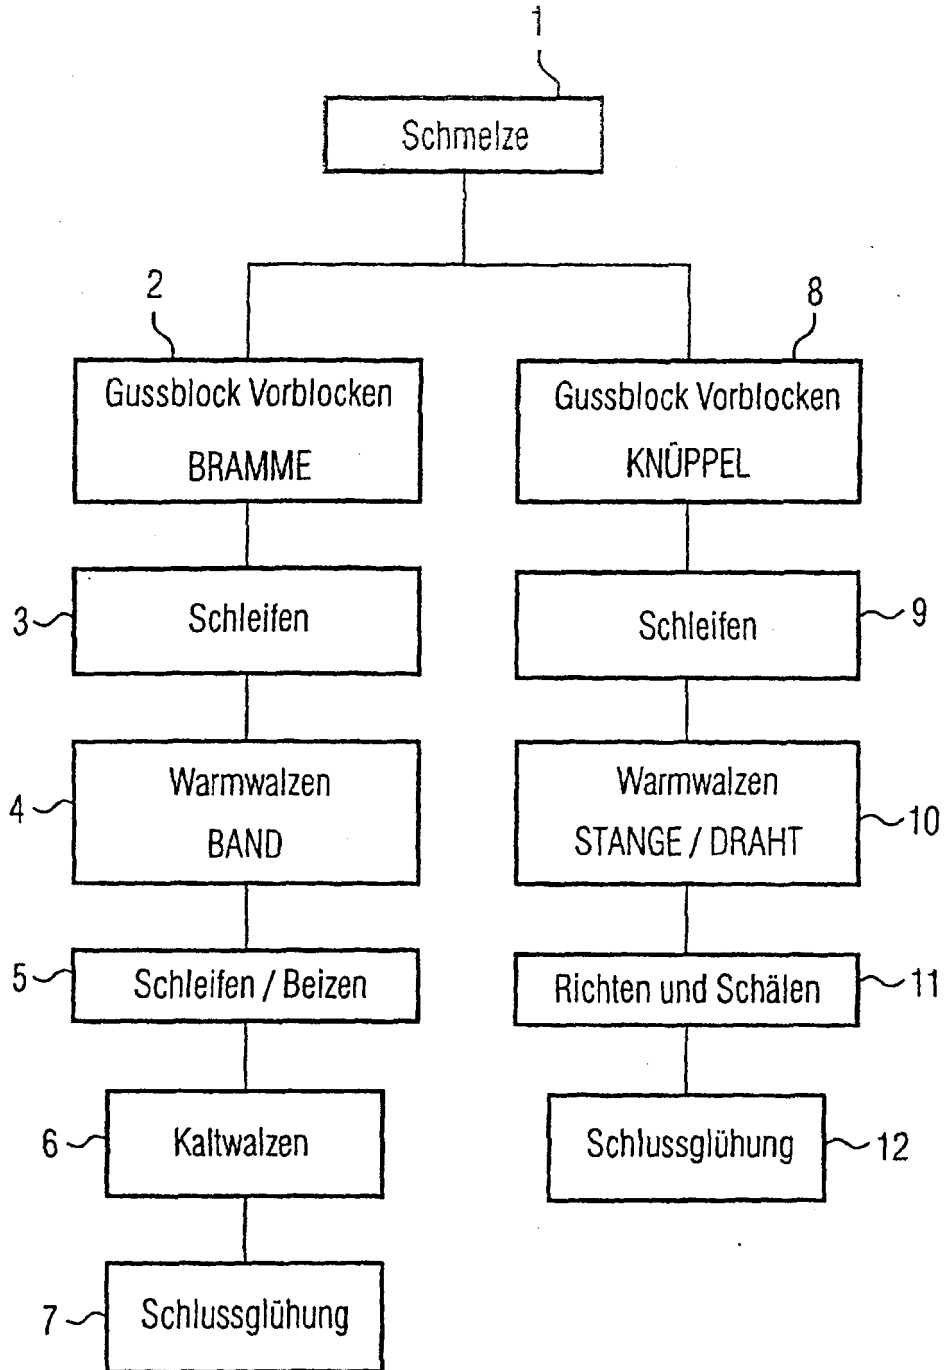 1
Schmelze
2
Gussblock Vorblocken
BRAMME
3
Schleifen
4
Warmwalzen
BAND
5
Schleifen / Beizen
6
Kaltwalzen
7
Schlussglühung
8
Gussblock Vorblocken
KNÜPPEL
9
Schleifen
10
Warmwalzen
STANGE / DRAHT
11
Richten und Schälen
12
Schlussglühung